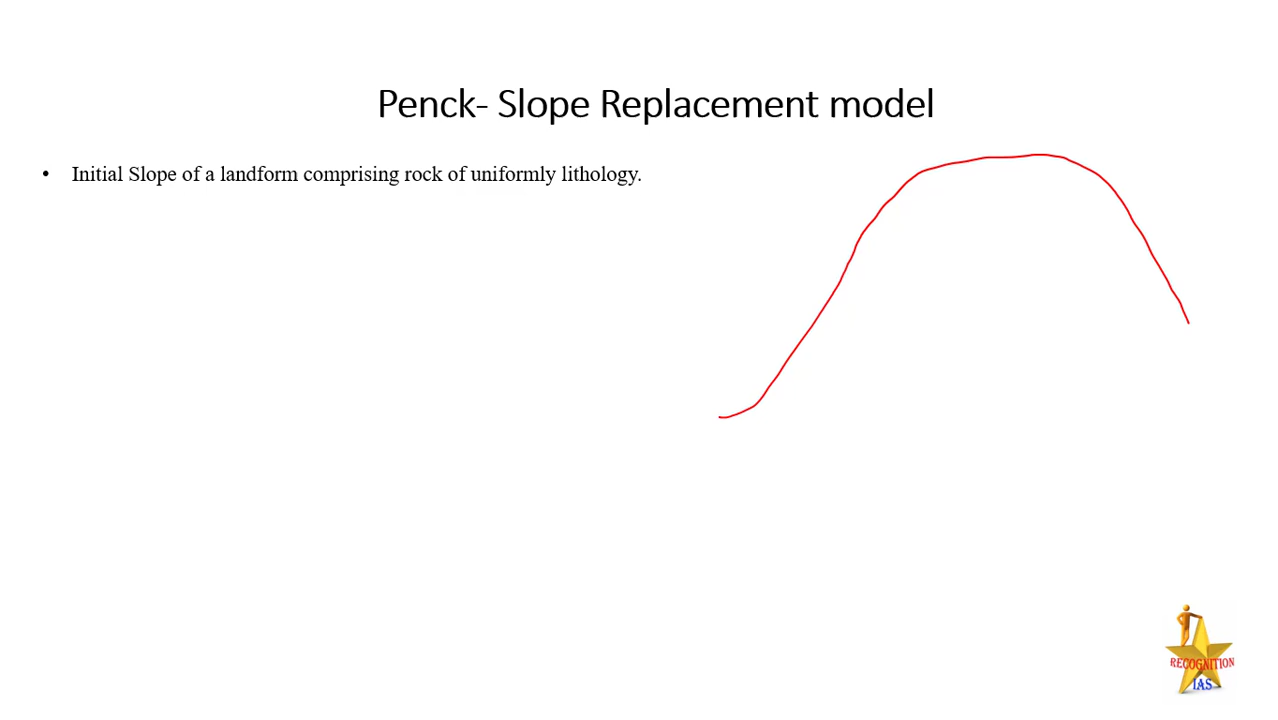 Penck- Slope Replacement model
• Initial Slope of a landform comprising rock of uniformly lithology.
RECOGNITION
IAS